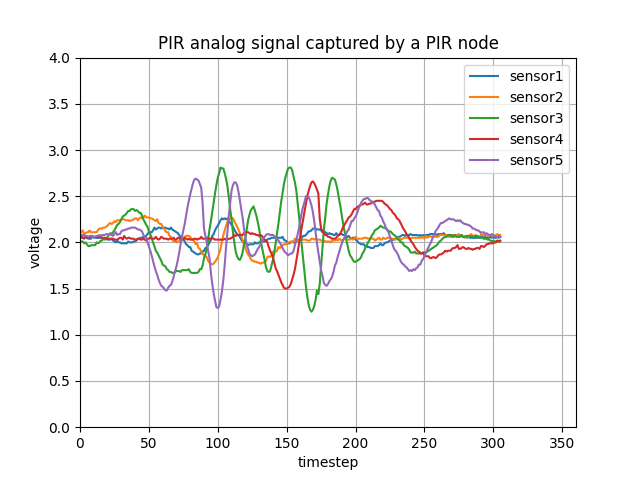 PIR analog signal captured by a PIR node
4.0
3.5
3.0
2.5
2.0
1.5
1.0
0.5
0.0
voltage
sensor1
sensor2
sensor3
sensor4
sensor5
0 50 100 150 200 250 300 350
timestep